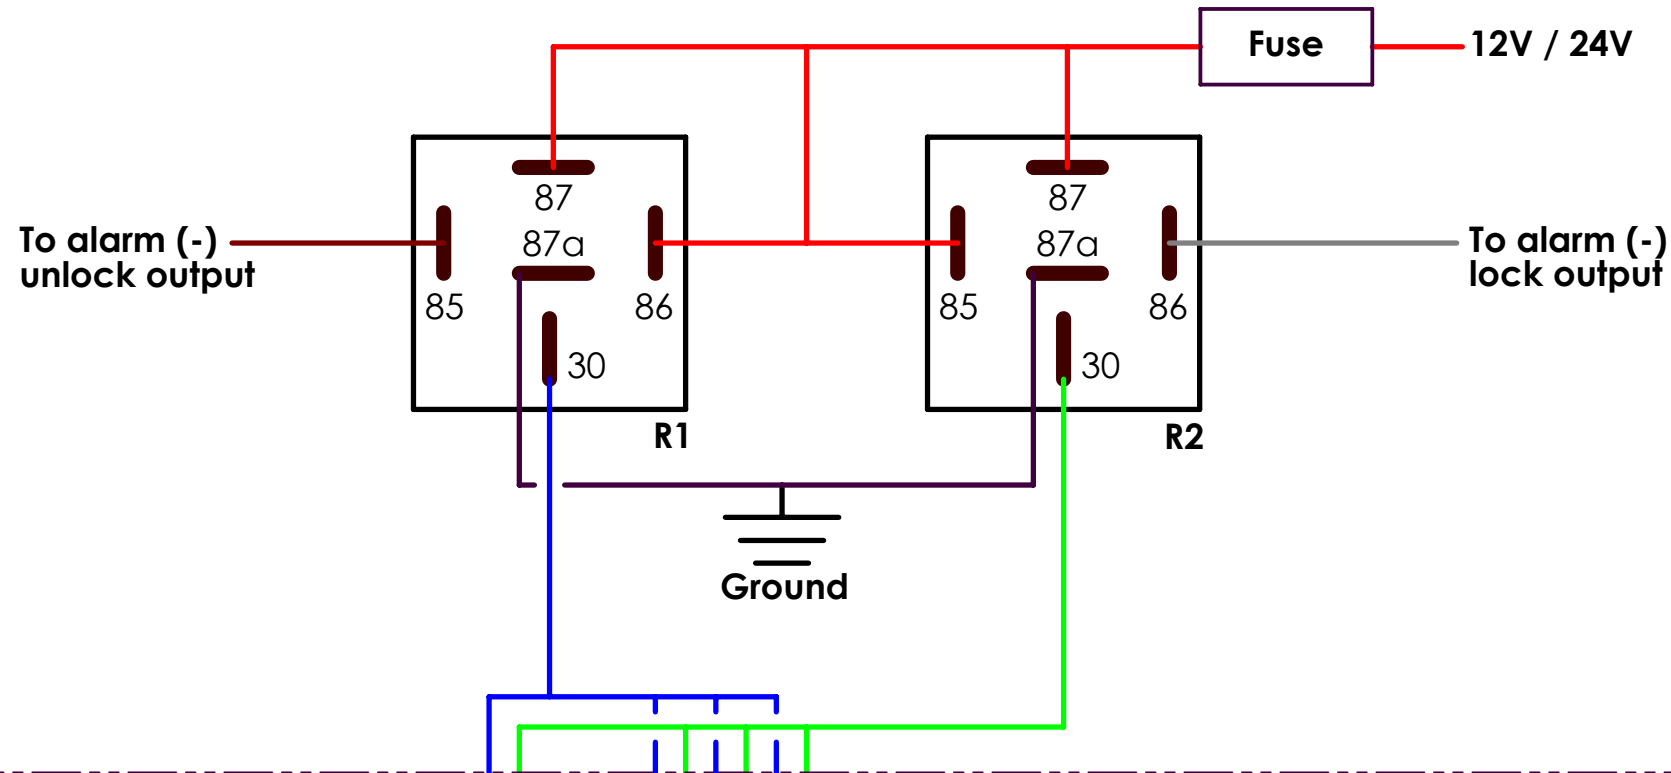 Fuse
12V / 24V
87
87a
85
86
30
R1
87
87a
85
86
30
R2
To alarm (-)
unlock output
To alarm (-)
lock output
Ground